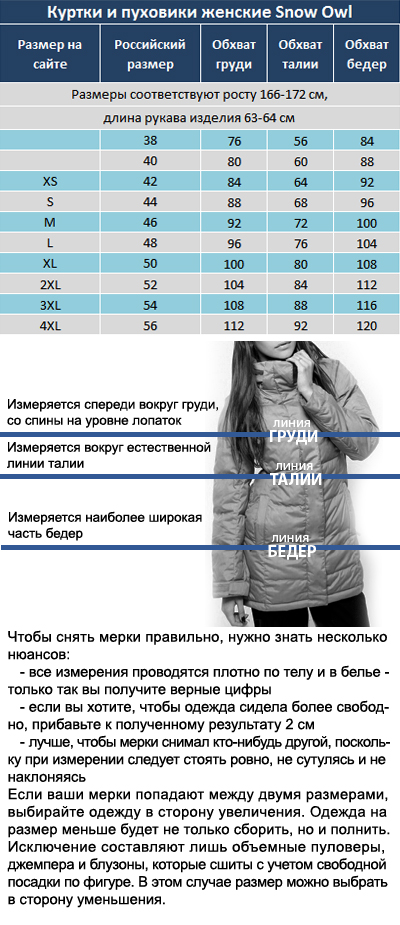 Куртки и пуховики женские Snow Owl
Размер на сайте Российский размер Обхват груди Обхват талии Обхват бедер
Размеры соответствуют росту 166-172 см,
длина рукава изделия 63-64 см
38 76 56 84
40 80 60 88
XS 42 84 64 92
S 44 88 68 96
M 46 92 72 100
L 48 96 76 104
XL 50 100 80 108
2XL 52 104 84 112
3XL 54 108 88 116
4XL 56 112 92 120
Измеряется спереди вокруг груди,
со спины на уровне лопаток
ЛИНИЯ
ГРУДИ
Измеряется вокруг естественной
линии талии
ЛИНИЯ
ТАЛИИ
Измеряется наиболее широкая
часть бедер
ЛИНИЯ
БЕДЕР
Чтобы снять мерки правильно, нужно знать несколько
нюансов:
- все измерения проводятся плотно по телу и в белье -
только так вы получите верные цифры
- если вы хотите, чтобы одежда сидела более свобод-
но, прибавьте к полученному результату 2 см
- лучше, чтобы мерки снимал кто-нибудь другой, посколь-
ку при измерении следует стоять ровно, не сутулясь и не
наклоняясь
Если ваши мерки попадают между двумя размерами,
выбирайте одежду в сторону увеличения. Одежда на
размер меньше будет не только сборить, но и полнить.
Исключение составляют лишь объемные пуловеры,
джемпера и блузоны, которые сшиты с учетом свободной
посадки по фигуре. В этом случае размер можно выбрать
в сторону уменьшения.